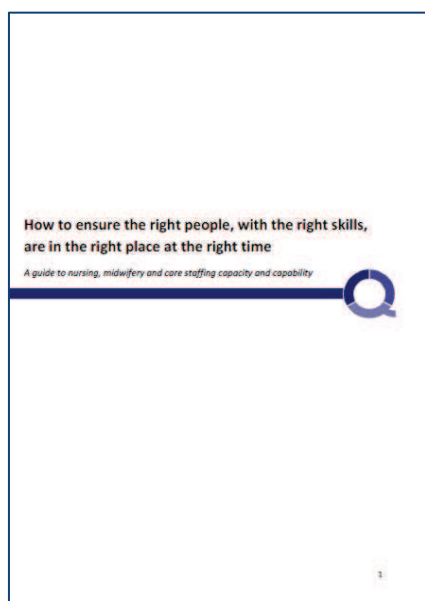 How to ensure the right people, with the right skills,
are in the right place at the right time
A guide to nursing, midwifery and care staffing capacity and capability
1